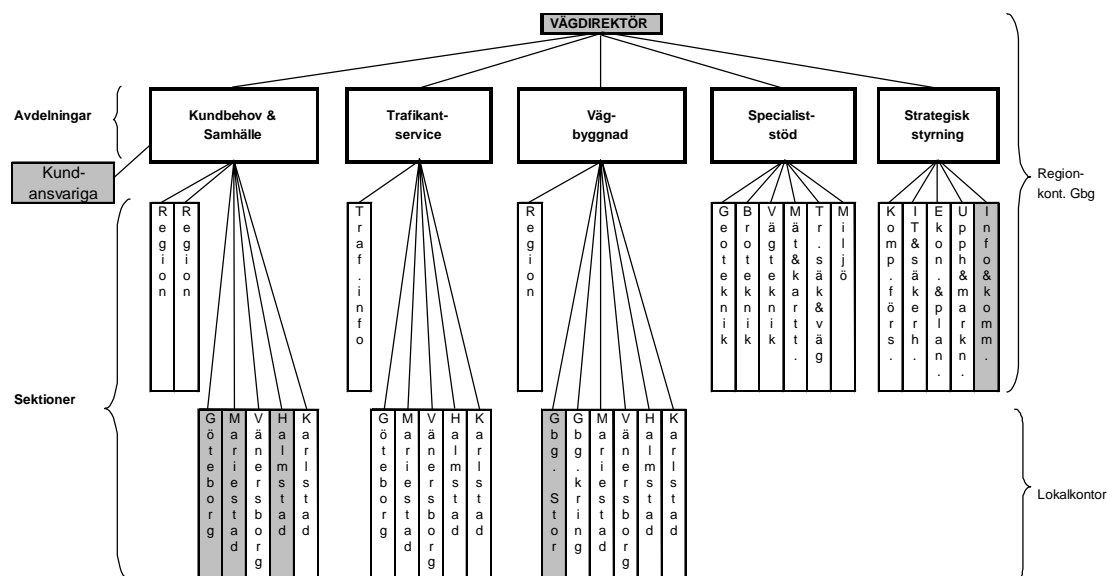 VÄGDIREKTÖR
Avdelningar
Kundbehov &
Samhälle
Trafikant-
service
Väg-
byggnad
Specialist-
stöd
Strategisk
styrning
Kund-
ansvariga
Region-
kont. Gbg
Region
Region
Traf.info
Region
Geoteknik
Broteknik
Vägteknik
Mät&kartt.
Tr.säk&väg
Miljö
Komp.förs.
IT&säkerh.
Ekon.&plan.
Upph&markn.
Info&komm.
Sektioner
Göteborg
Mariestad
Vänersborg
Halmstad
Karlstad
Göteborg
Mariestad
Vänersborg
Halmstad
Karlstad
Gbg. Stor
Gbg.kring
Mariestad
Vänersborg
Halmstad
Karlstad
Lokalkontor